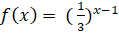 f(x) = (1/3)^{x−1}